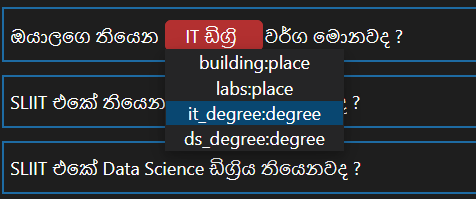 ඔයාලගෙ තියෙන IT ඩිග්‍රි වර්ග මොනවද ?
building:place
labs:place
SLIIT එකේ තියෙන ද ?
it_degree:degree
ds_degree:degree
SLIIT එකේ Data Science ඩිග්‍රිය තියෙනවද ?